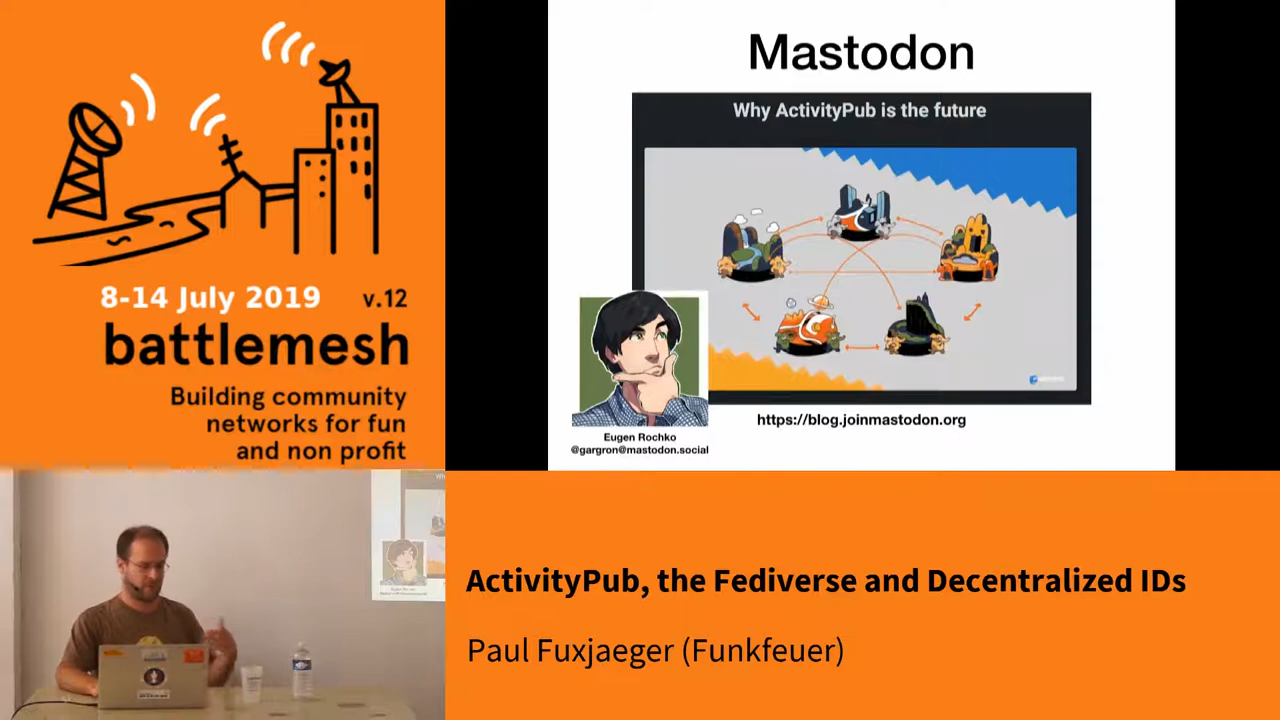 8-14 July 2019
v.12
battlemesh
Building community
networks for fun
and non profit
Mastodon
Why ActivityPub is the future
https://blog.joinmastodon.org
Eugen Rochko
@gargron@mastodon.social
ActivityPub, the Fediverse and Decentralized IDs
Paul Fuxjaeger (Funkfeuer)